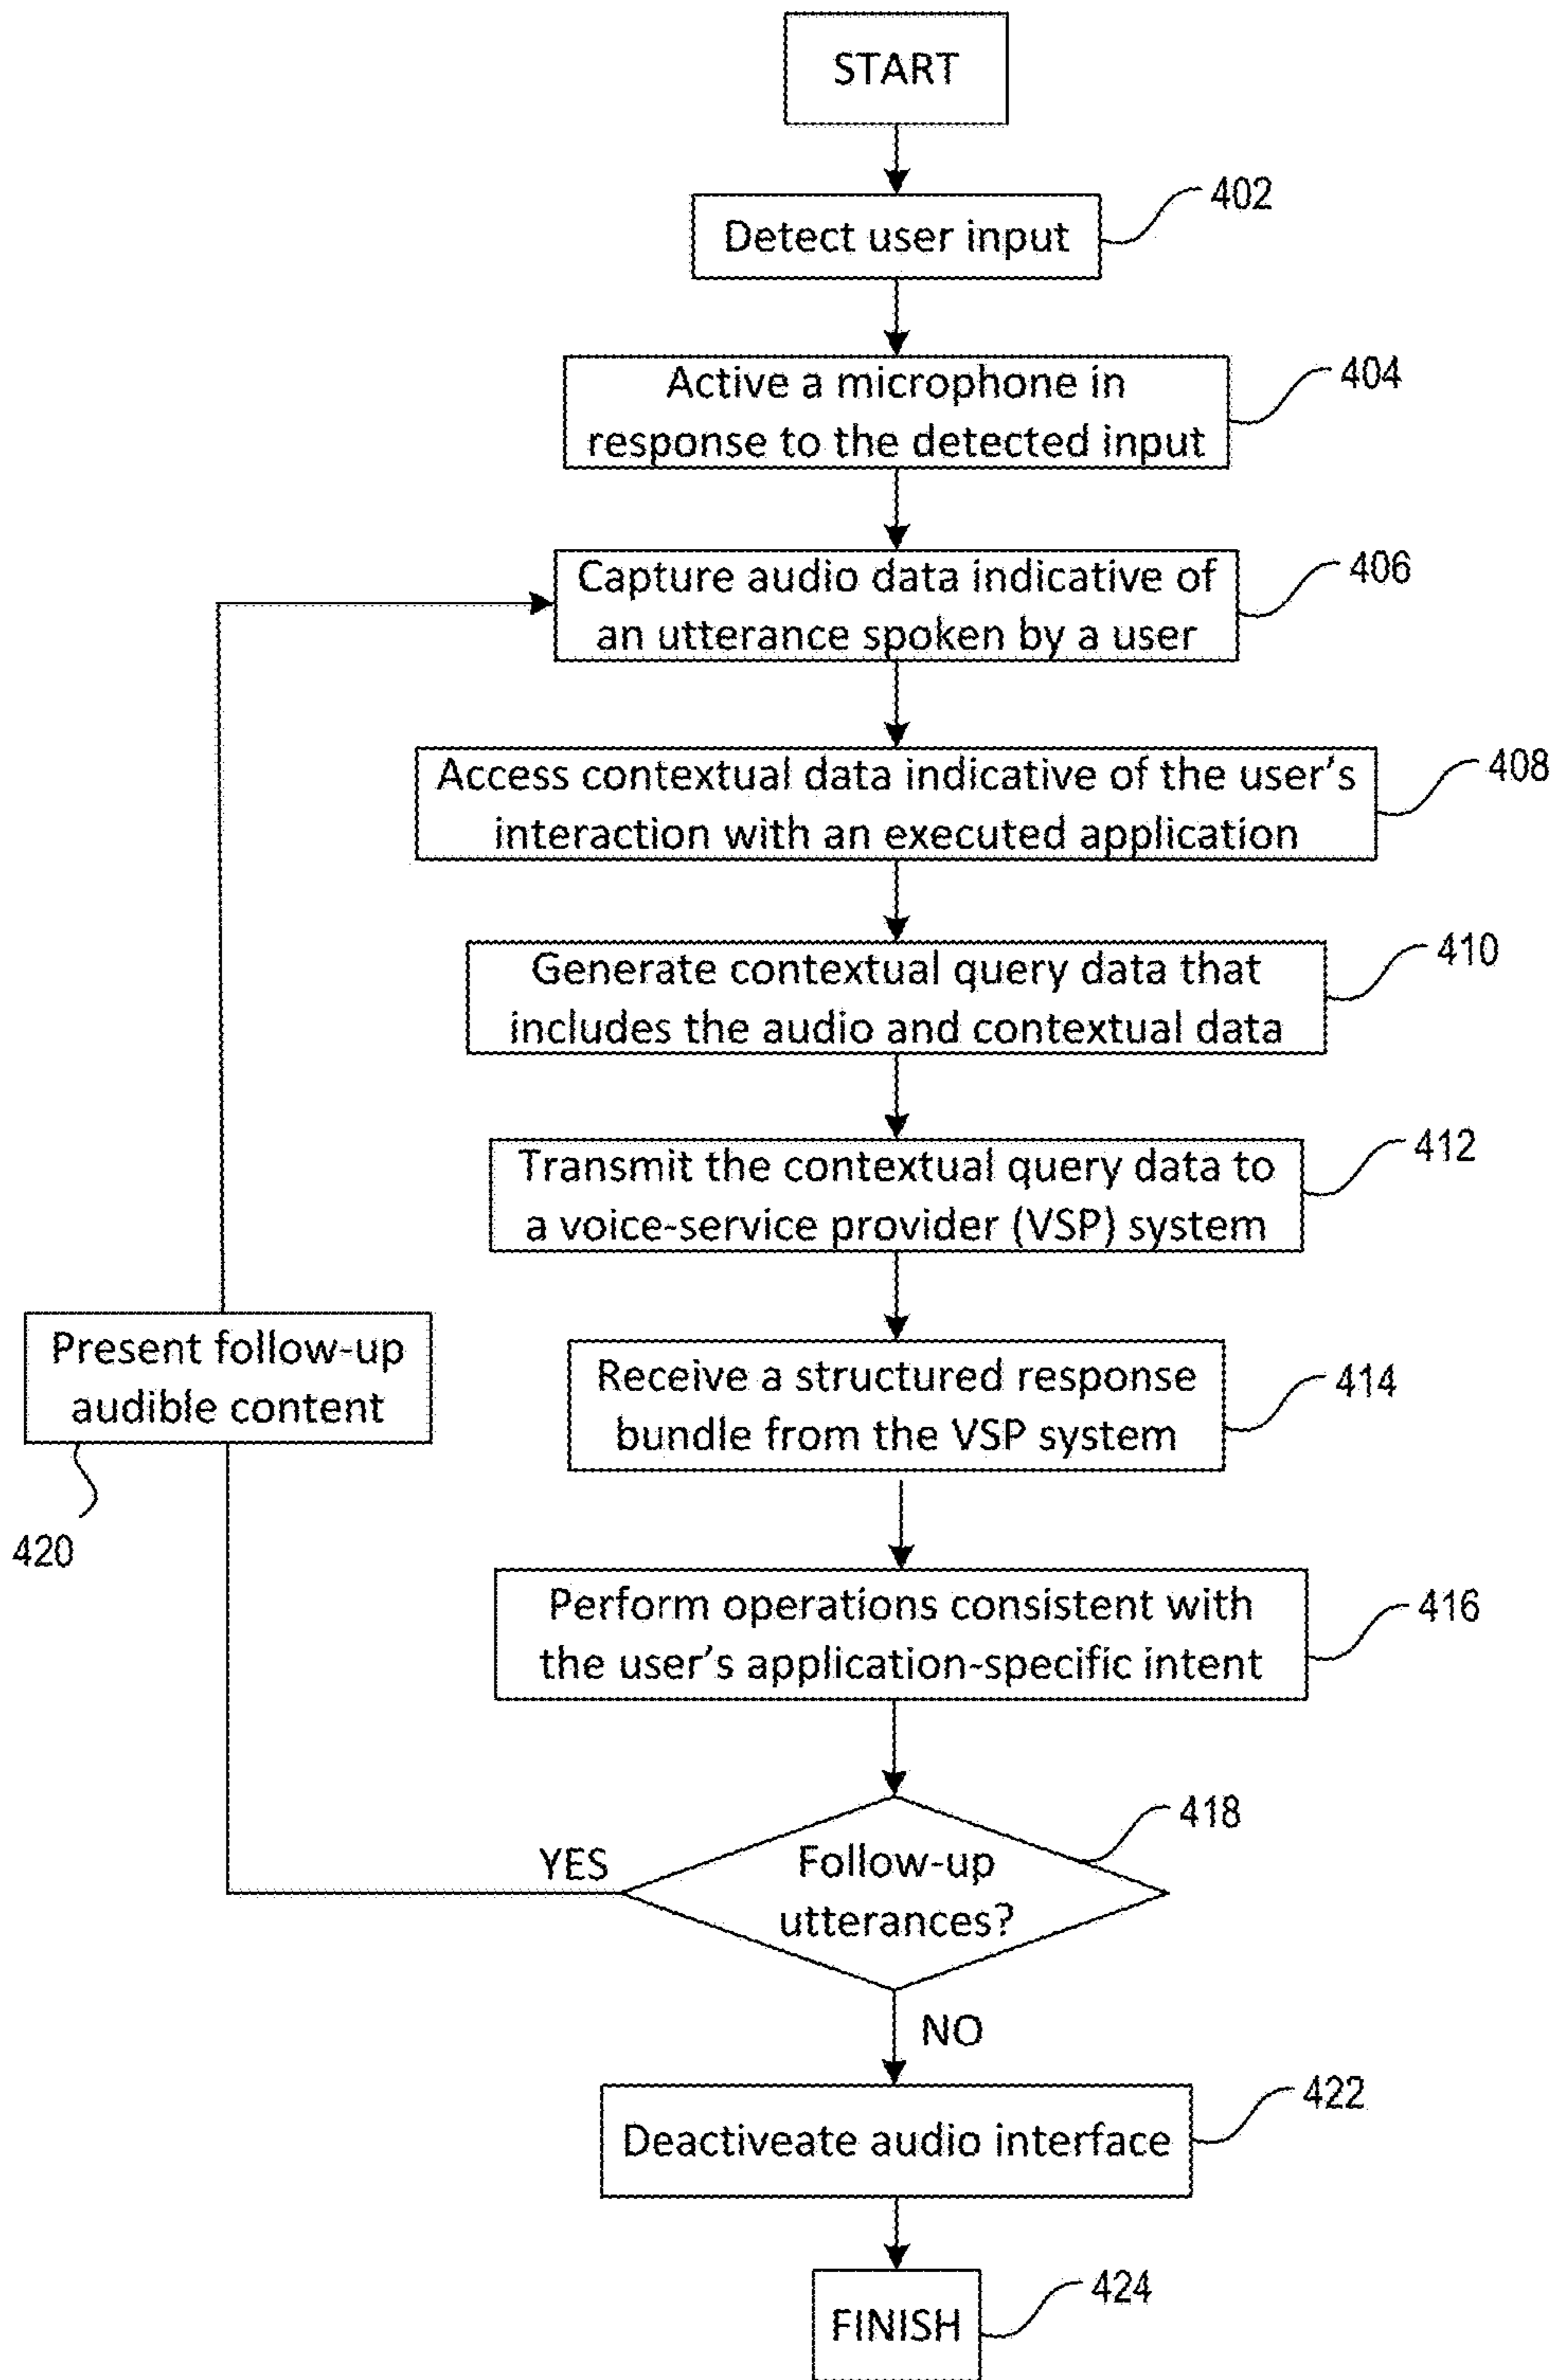 START
402
Detect user input
404
Active a microphone in
response to the detected input
406
Capture audio data indicative of
an utterance spoken by a user
408
Access contextual data indicative of the user's
interaction with an executed application
410
Generate contextual query data that
includes the audio and contextual data
412
Transmit the contextual query data to
a voice-service provider (VSP) system
Present follow-up
audible content
420
Receive a structured response
bundle from the VSP system
414
Perform operations consistent with
the user's application-specific intent
416
418
YES
Follow-up
utterances?
NO
422
Deactiveate audio interface
424
FINISH